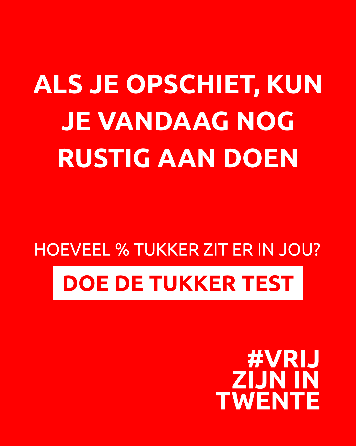 ALS JE OPSCHIET, KUN
JE VANDAAG NOG
RUSTIG AAN DOEN
HOEVEEL % TUKKER ZIT ER IN JOU?
DOE DE TUKKER TEST
#VRIJ
ZIJN IN
TWENTE